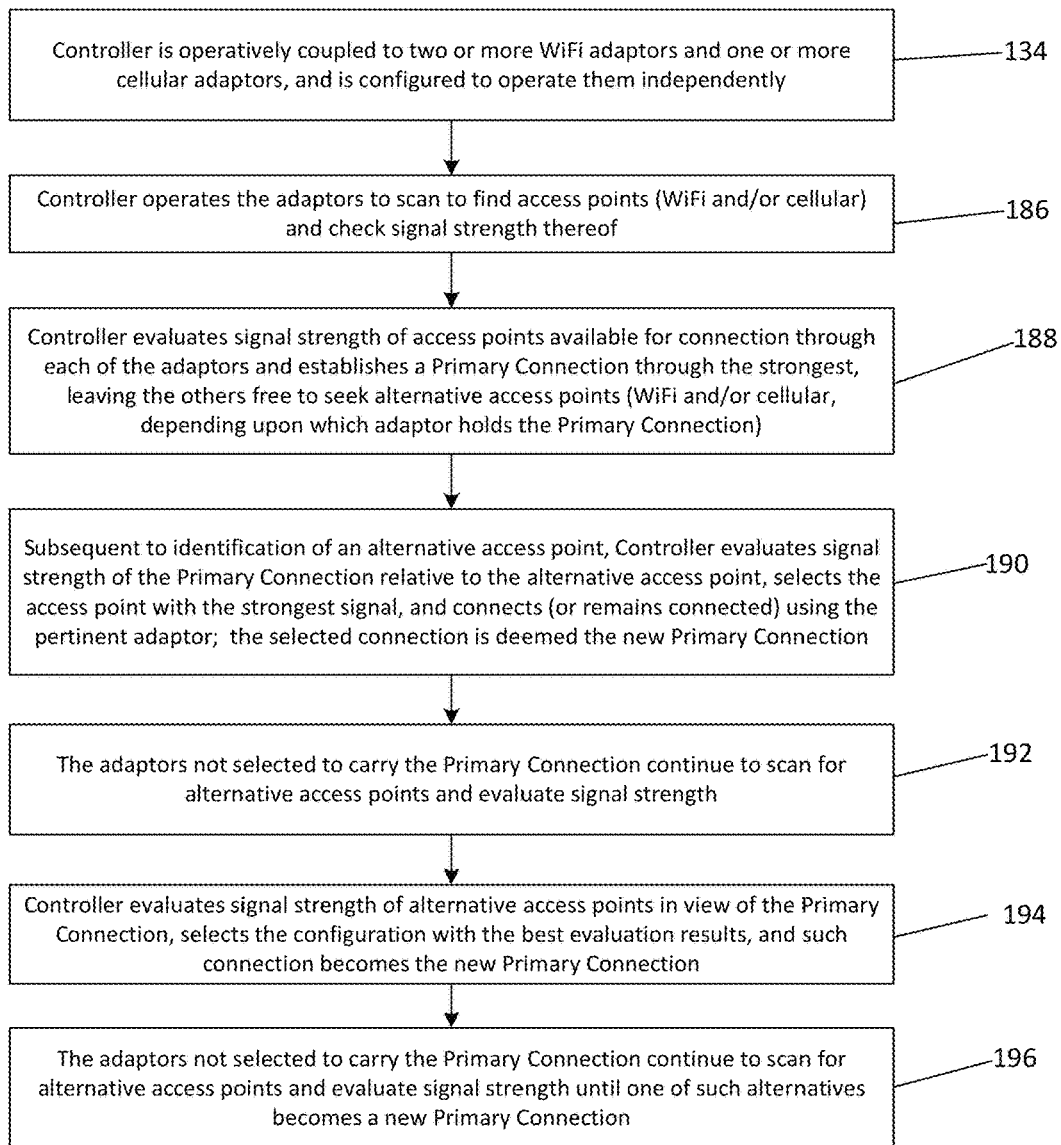 Controller is operatively coupled to two or more WiFi adaptors and one or more
cellular adaptors, and is configured to operate them independently
134
Controller operates the adaptors to scan to find access points (WiFi and/or cellular)
and check signal strength thereof
186
Controller evaluates signal strength of access points available for connection through
each of the adaptors and establishes a Primary Connection through the strongest,
leaving the others free to seek alternative access points (WiFi and/or cellular,
depending upon which adaptor holds the Primary Connection)
188
Subsequent to identification of an alternative access point, Controller evaluates signal
strength of the Primary Connection relative to the alternative access point, selects the
access point with the strongest signal, and connects (or remains connected) using the
pertinent adaptor; the selected connection is deemed the new Primary Connection
190
The adaptors not selected to carry the Primary Connection continue to scan for
alternative access points and evaluate signal strength
192
Controller evaluates signal strength of alternative access points in view of the Primary
Connection, selects the configuration with the best evaluation results, and such
connection becomes the new Primary Connection
194
The adaptors not selected to carry the Primary Connection continue to scan for
alternative access points and evaluate signal strength until one of such alternatives
becomes a new Primary Connection
196